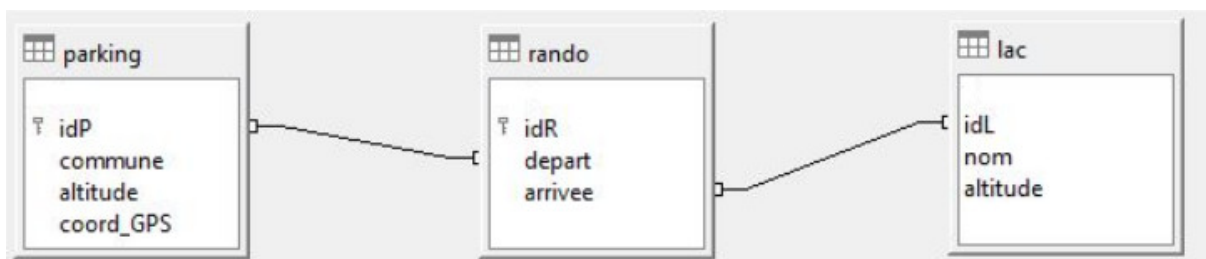 parking
idP
commune
altitude
coord_GPS
rando
idR
depart
arrivee
lac
idL
nom
altitude